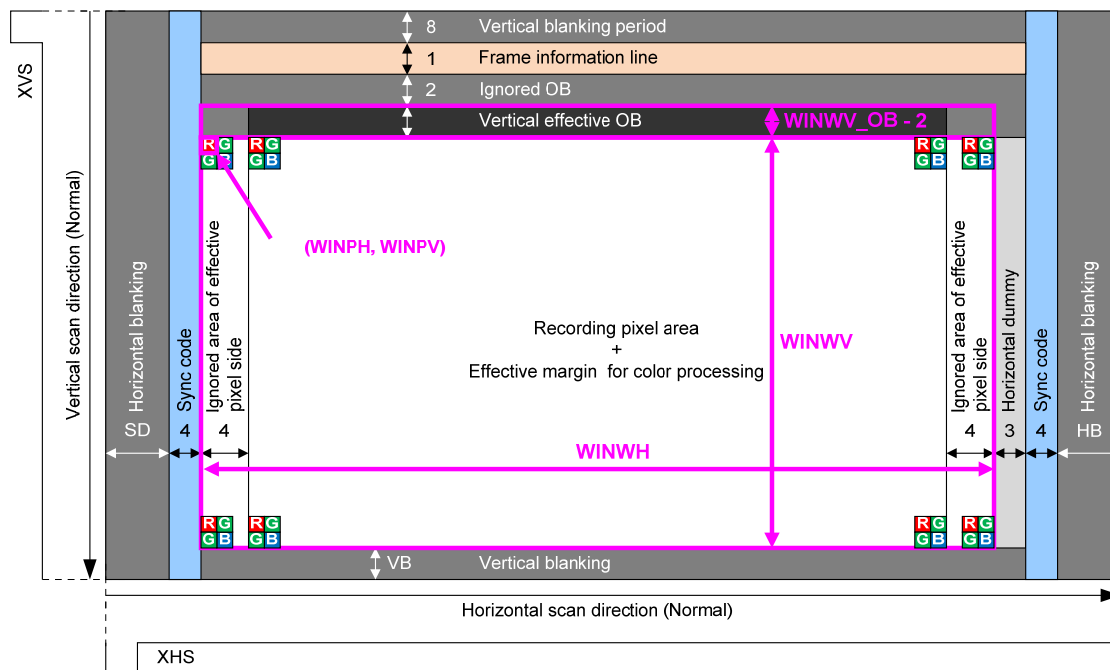 XVS
Vertical scan direction (Normal)
8 Vertical blanking period
1 Frame information line
2 Ignored OB
Vertical effective OB
WINWV_OB - 2
R G R G R G R G
G B G B G B G B
(WINPH, WINPV)
Horizontal blanking
SD
Sync code
4
Ignored area of effective
pixel side
4
Recording pixel area
+
Effective margin for color processing
WINWV
WINWH
Ignored area of effective
pixel side
4
Horizontal dummy
3
Sync code
4
Horizontal blanking
HB
R G R G R G R G
G B G B G B G B
VB Vertical blanking
Horizontal scan direction (Normal)
XHS